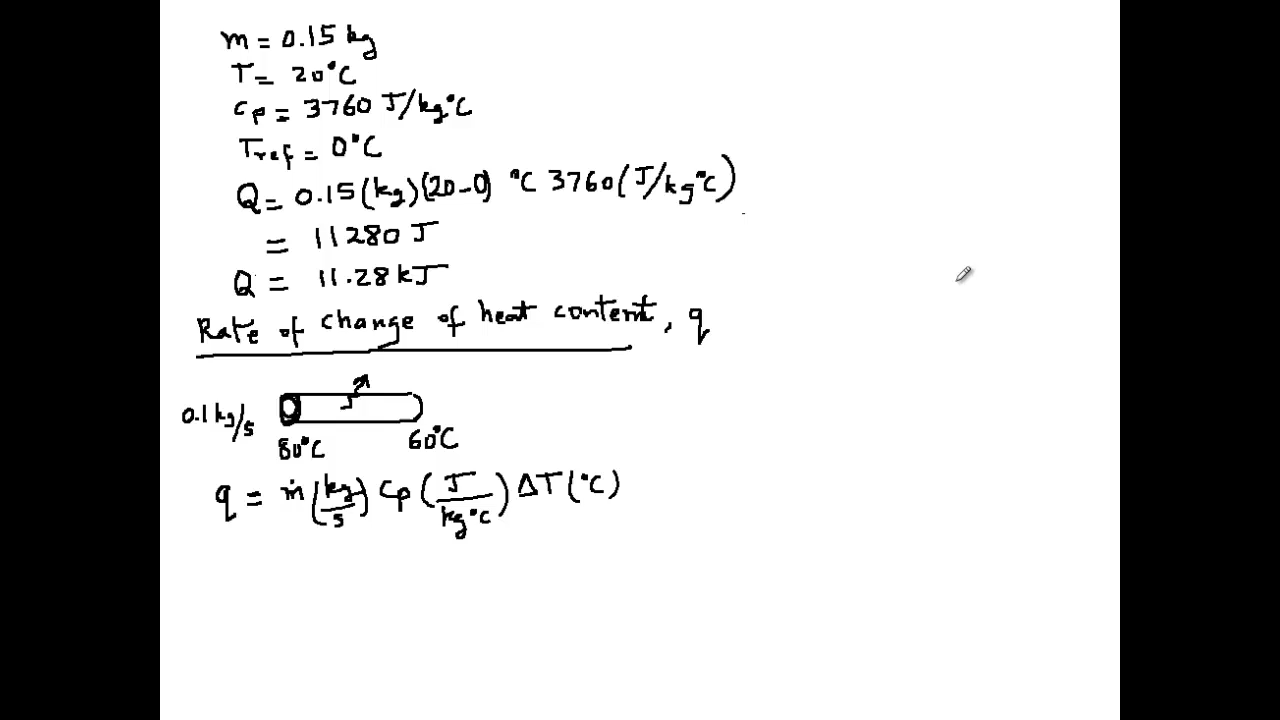 m = 0.15 kg
T = 20°C
Cp = 3760 J/kg°C
Tref = 0°C
Q = 0.15(kg)(20-0) °C 3760(J/kg°C)
= 11280 J
Q = 11.28 kJ
Rate of change of heat content, q
0.1 kg/s
80°C 60°C
q = ṁ (kg/s) Cp (J/kg°C) ΔT(°C)